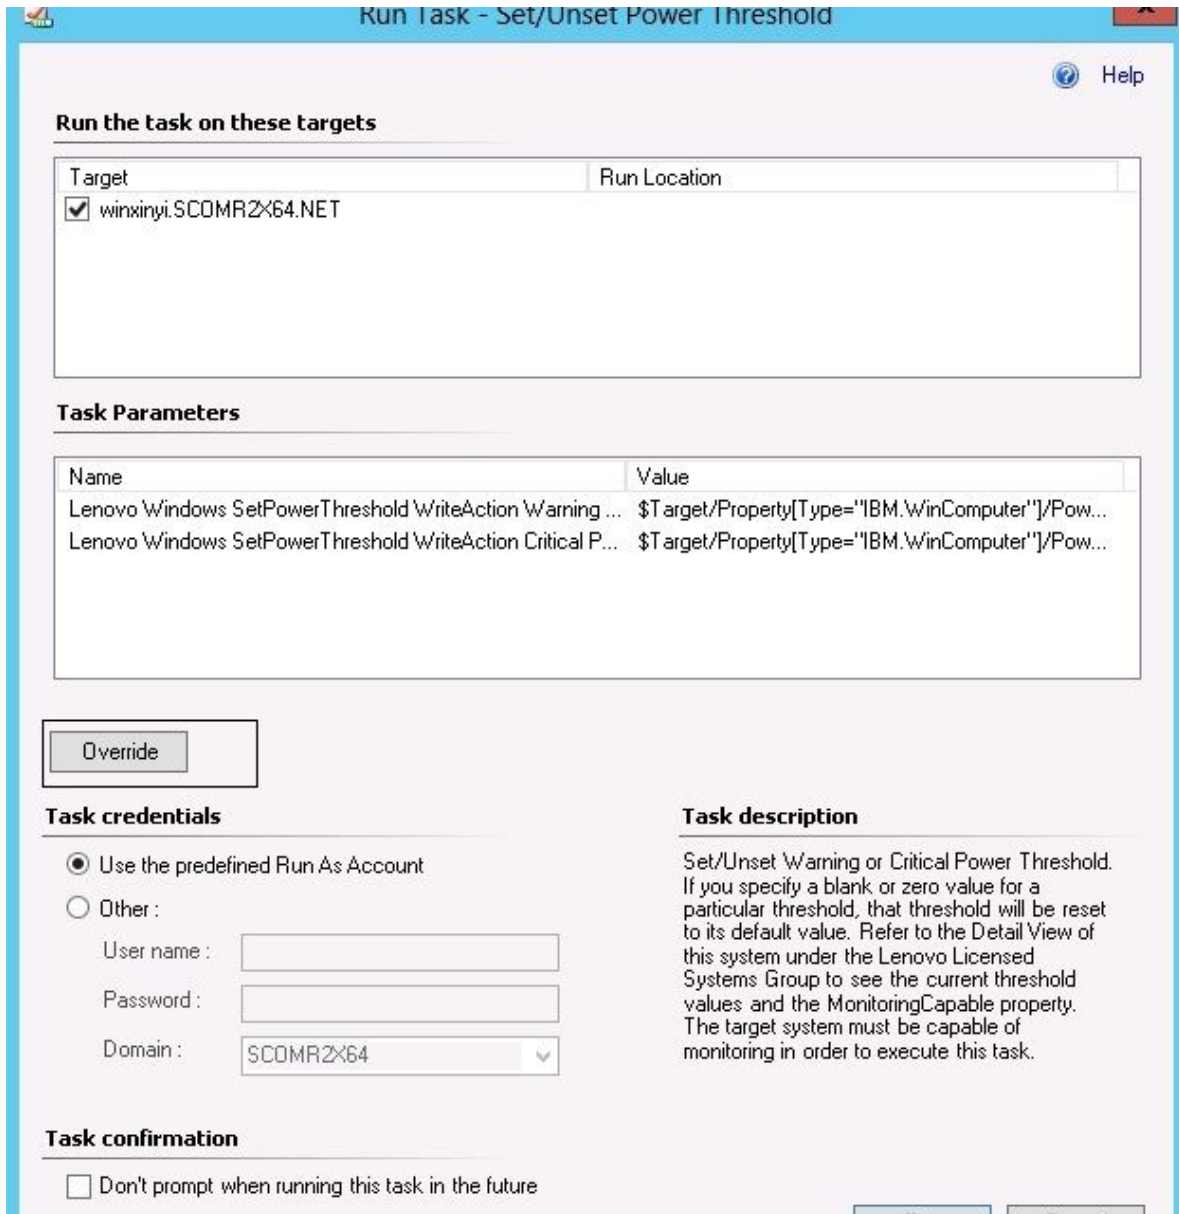 Run Task - Set/Unset Power Threshold
Help
Run the task on these targets
Target Run Location
winxinyi.SCOMR2X64.NET
Task Parameters
Name Value
Lenovo Windows SetPowerThreshold WriteAction Warning ... $Target/Property[Type="IBM.WinComputer"]/Pow...
Lenovo Windows SetPowerThreshold WriteAction Critical P... $Target/Property[Type="IBM.WinComputer"]/Pow...
Override
Task credentials
Use the predefined Run As Account
Other :
User name :
Password :
Domain :
SCOMR2X64
Task description
Set/Unset Warning or Critical Power Threshold.
If you specify a blank or zero value for a
particular threshold, that threshold will be reset
to its default value. Refer to the Detail View of
this system under the Lenovo Licensed
Systems Group to see the current threshold
values and the MonitoringCapable property.
The target system must be capable of
monitoring in order to execute this task.
Task confirmation
Don't prompt when running this task in the future